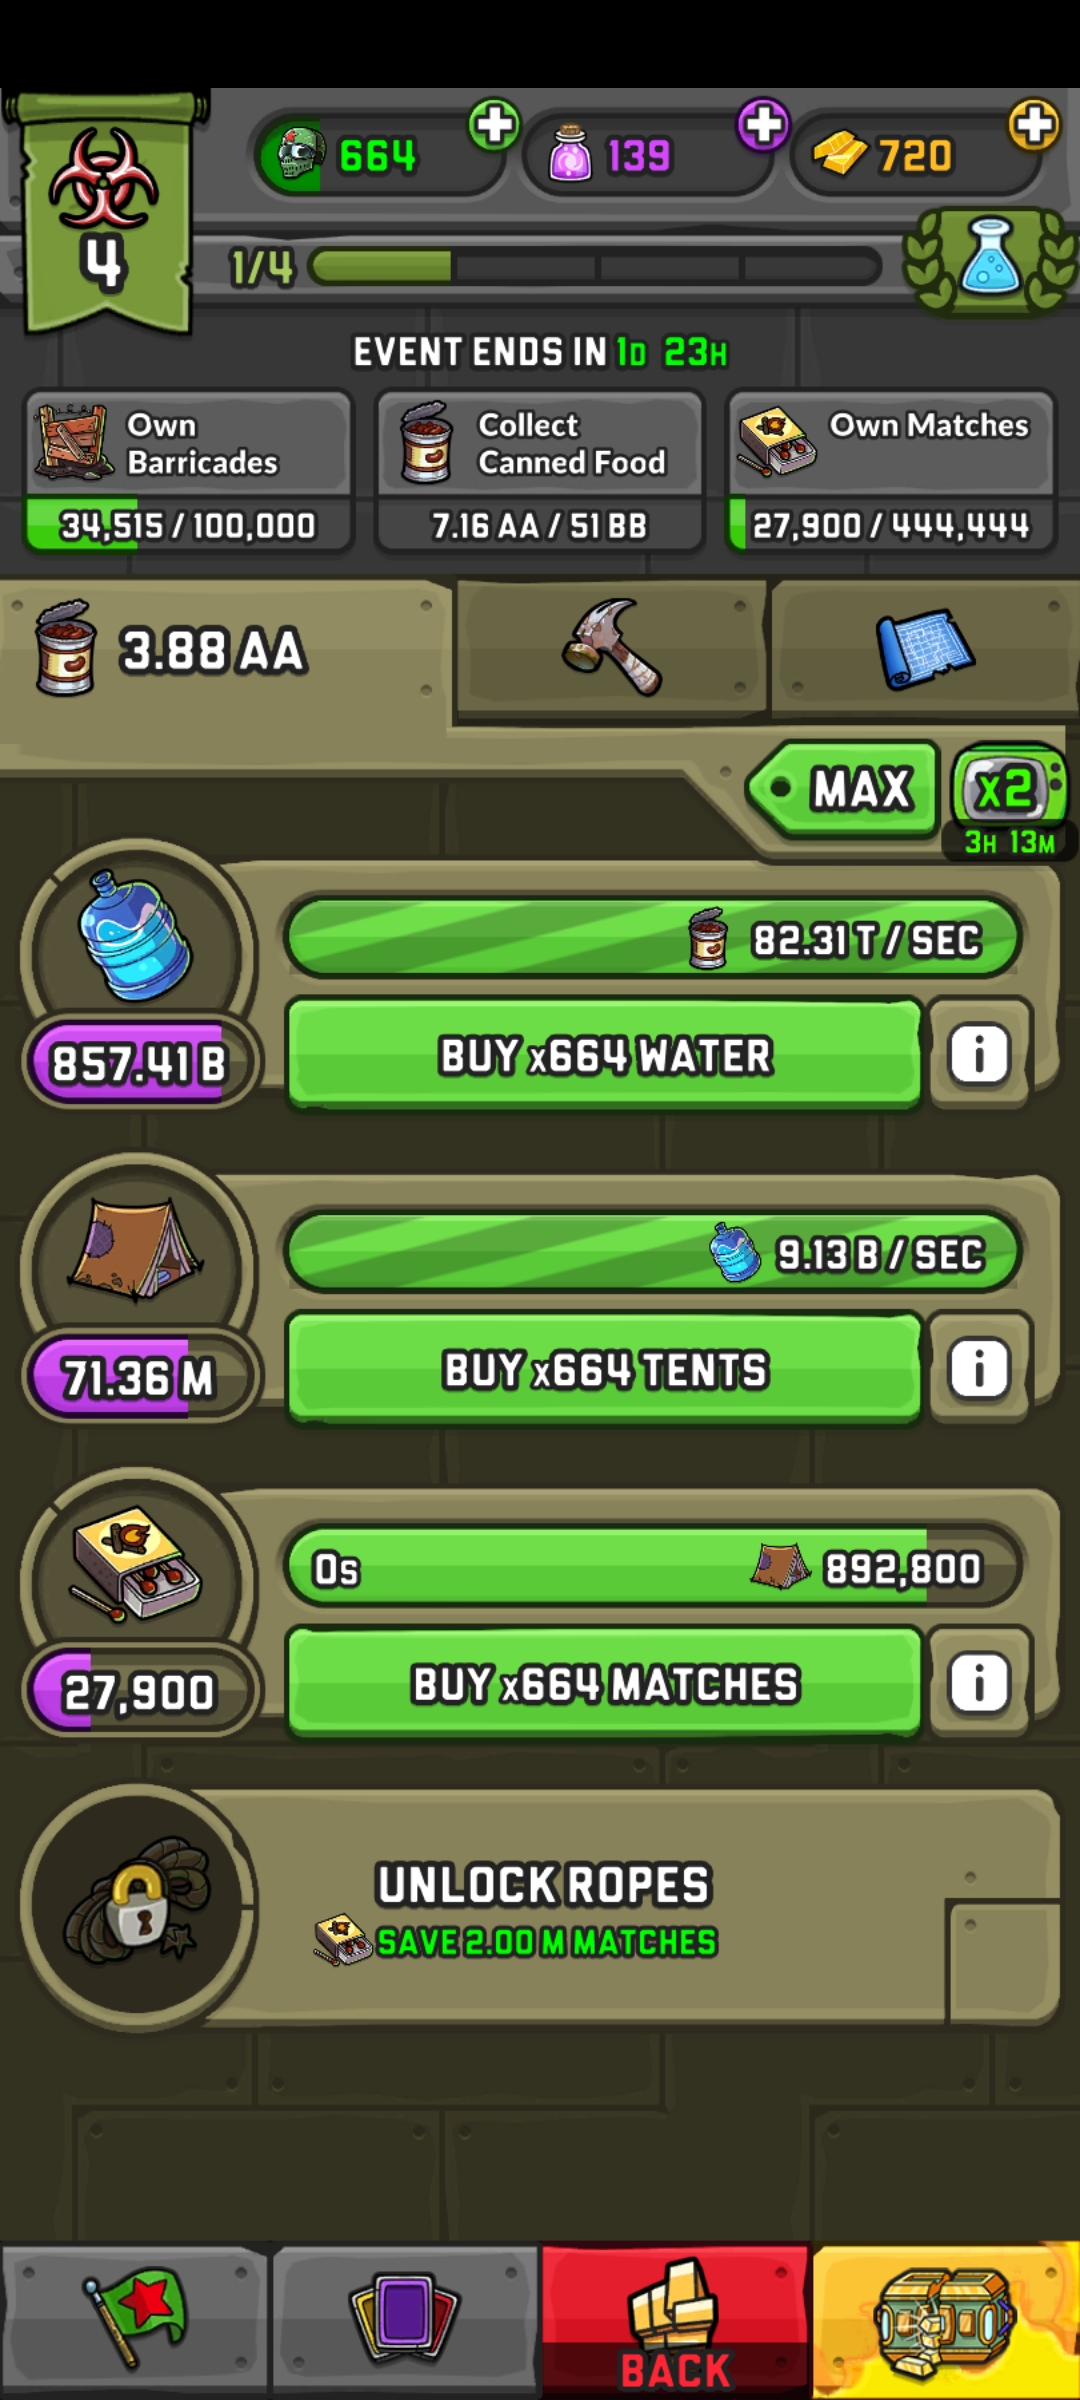 4
664
139
720
1/4
EVENT ENDS IN 1D 23H
Own
Barricades
34,515 / 100,000
Collect
Canned Food
7.16 AA / 51 BB
Own Matches
27,900 / 444,444
3.88 AA
MAX
x2
3H 13M
82.31 T / SEC
857.41 B
BUY x664 WATER
i
9.13 B / SEC
71.36 M
BUY x664 TENTS
i
0s
892,800
27,900
BUY x664 MATCHES
i
UNLOCK ROPES
SAVE 2.00 M MATCHES
BACK